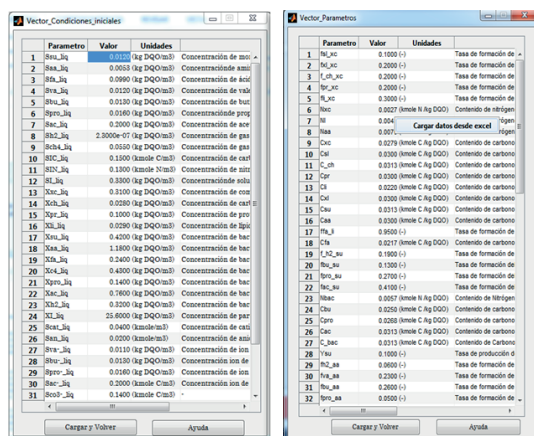 Vector_Condiciones_iniciales
Parametro Valor Unidades
1 Ssu_liq 0.0120 (kg DQO/m3) Concentración de mo
2 Saa_liq 0.0053 (kg DQO/m3) Concentraciónde ami
3 Sfa_liq 0.0990 (kg DQO/m3) Concentración de ácid
4 Sva_liq 0.0120 (kg DQO/m3) Concentración de vale
5 Sbu_liq 0.0130 (kg DQO/m3) Concentración de but
6 Spro_liq 0.0160 (kg DQO/m3) Concentraciónde prop
7 Sac_liq 0.2000 (kg DQO/m3) Concentración de ace
8 Sh2_liq 2.3000e-07 (kg DQO/m3) Concentración de gas
9 Sch4_liq 0.0550 (kg DQO/m3) Concentración de gas
10 SIC_liq 0.1500 (kmole C/m3) Concentración de cart
11 SIN_liq 0.1300 (kmole N/m3) Concentración de nitr
12 SI_liq 0.3300 (kg DQO/m3) Concentraciónde solu
13 Xxc_liq 0.3100 (kg DQO/m3) Concentración de com
14 Xch_liq 0.0280 (kg DQO/m3) Concentración de cart
15 Xpr_liq 0.1000 (kg DQO/m3) Concentración de pro
16 Xli_liq 0.0290 (kg DQO/m3) Concentración de lípic
17 Xsu_liq 0.4200 (kg DQO/m3) Concentración de bac
18 Xaa_liq 1.1800 (kg DQO/m3) Concentración de bac
19 Xfa_liq 0.2400 (kg DQO/m3) Concentración de bac
20 Xc4_liq 0.4300 (kg DQO/m3) Concentración de bac
21 Xpro_liq 0.1400 (kg DQO/m3) Concentración de bac
22 Xac_liq 0.7600 (kg DQO/m3) Concentración de bac
23 Xh2_liq 0.3200 (kg DQO/m3) Concentración de bac
24 XI_liq 25.6000 (kg DQO/m3) Concentración de par
25 Scat_liq 0.0400 (kmole/m3) Concentración de cati
26 San_liq 0.0200 (kmole/m3) Concentración de anic
27 Sva-_liq 0.0110 (kg DQO/m3) Concentración de ion
28 Sbu-_liq 0.0130 (kg DQO/m3) Concentración ion de
29 Spro-_liq 0.0160 (kg DQO/m3) Concentración de ion
30 Sac-_liq 0.2000 (kmole C/m3) Concentración ion de
31 Sco3-_liq 0.1400 (kmole C/m3) -
Cargar y Volver Ayuda
Vector_Parametros
Parametro Valor Unidades
1 fsI_xc 0.1000 (-) Tasa de formación de
2 fxI_xc 0.2000 (-) Tasa de formación de
3 f_ch_xc 0.2000 (-) Tasa de formación de
4 fpr_xc 0.2000 (-) Tasa de formación de
5 fli_xc 0.3000 (-) Tasa de formación de
6 Nxc 0.0027 (kmole N /kg DQO) Contenido de nitrógen
7 NI 0.004 rógen
8 Naa 0.007 rógen
Cargar datos desde excel
9 Cxc 0.0279 (kmole C /kg DQO) Contenido de carbono
10 CsI 0.0300 (kmole C /kg DQO) Contenido de carbono
11 C_ch 0.0313 (kmole C /kg DQO) Contenido de carbono
12 Cpr 0.0300 (kmole C /kg DQO) Contenido de carbono
13 Cli 0.0220 (kmole C /kg DQO) Contenido de carbono
14 CxI 0.0300 (kmole C /kg DQO) Contenido de carbono
15 Csu 0.0313 (kmole C /kg DQO) Contenido de carbono
16 Caa 0.0300 (kmole C /kg DQO) Contenido de carbono
17 ffa_li 0.9500 (-) Tasa de formación de
18 Cfa 0.0217 (kmole C /kg DQO) Contenido de carbono
19 f_h2_su 0.1900 (-) Tasa de formación de
20 fbu_su 0.1300 (-) Tasa de formación de
21 fpro_su 0.2700 (-) Tasa de formación de
22 fac_su 0.4100 (-) Tasa de formación de
23 Nbac 0.0057 (kmole N /kg DQO) Contenido de Nitrógen
24 Cbu 0.0250 (kmole C /kg DQO) Contenido de carbono
25 Cpro 0.0268 (kmole C /kg DQO) Contenido de Carbono
26 Cac 0.0313 (kmole C /kg DQO) Contenido de carbono
27 C_bac 0.0313 (kmole C /kg DQO) Contenido de Carbono
28 Ysu 0.1000 (-) Tasa de producción d
29 fh2_aa 0.0600 (-) Tasa de formación de
30 fva_aa 0.2300 (-) Tasa de formación de
31 fbu_aa 0.2600 (-) Tasa de formación de
32 fpro_aa 0.0500 (-) Tasa de formación de
Cargar y Volver Ayuda